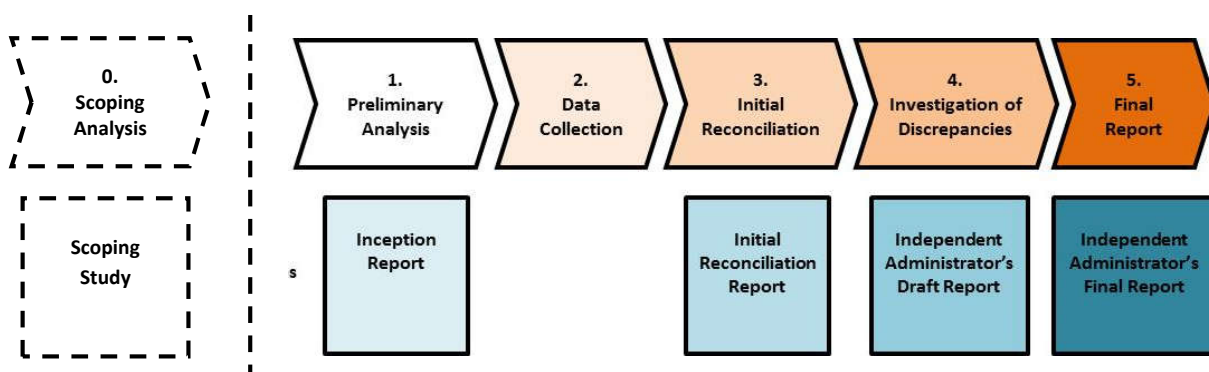 0.
Scoping
Analysis
1.
Preliminary
Analysis
2.
Data
Collection
3.
Initial
Reconciliation
4.
Investigation of
Discrepancies
5.
Final
Report
Scoping
Study
s
Inception
Report
Initial
Reconciliation
Report
Independent
Administrator's
Draft Report
Independent
Administrator's
Final Report